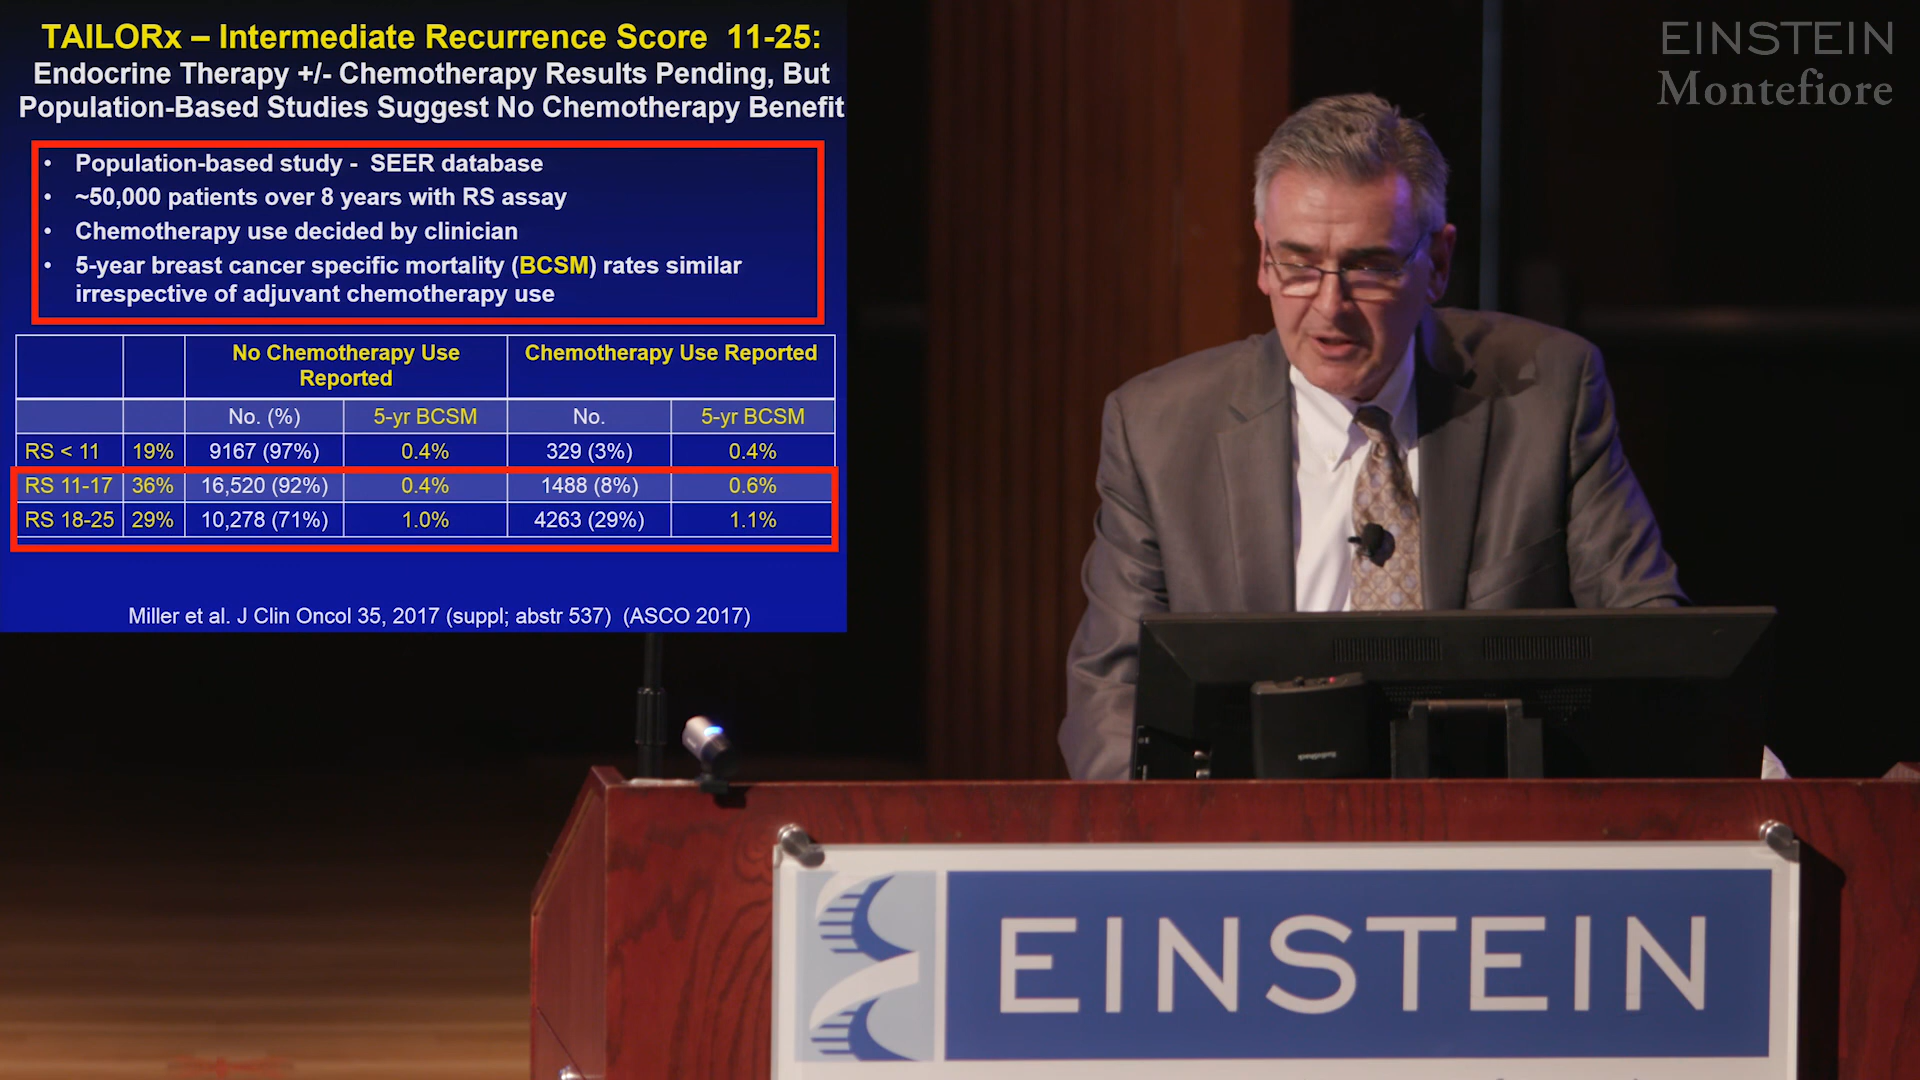 TAILORx – Intermediate Recurrence Score 11-25:
Endocrine Therapy +/- Chemotherapy Results Pending, But
Population-Based Studies Suggest No Chemotherapy Benefit
• Population-based study - SEER database
• ~50,000 patients over 8 years with RS assay
• Chemotherapy use decided by clinician
• 5-year breast cancer specific mortality (BCSM) rates similar
irrespective of adjuvant chemotherapy use
No Chemotherapy Use Chemotherapy Use Reported
Reported
No. (%) 5-yr BCSM No. 5-yr BCSM
RS < 11 19% 9167 (97%) 0.4% 329 (3%) 0.4%
RS 11-17 36% 16,520 (92%) 0.4% 1488 (8%) 0.6%
RS 18-25 29% 10,278 (71%) 1.0% 4263 (29%) 1.1%
Miller et al. J Clin Oncol 35, 2017 (suppl; abstr 537) (ASCO 2017)
EINSTEIN
Montefiore
EINSTEIN